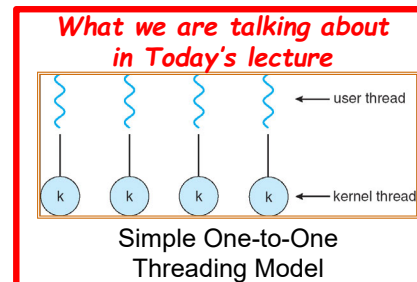 What we are talking about
in Today's lecture
user thread
k k k k
kernel thread
Simple One-to-One
Threading Model